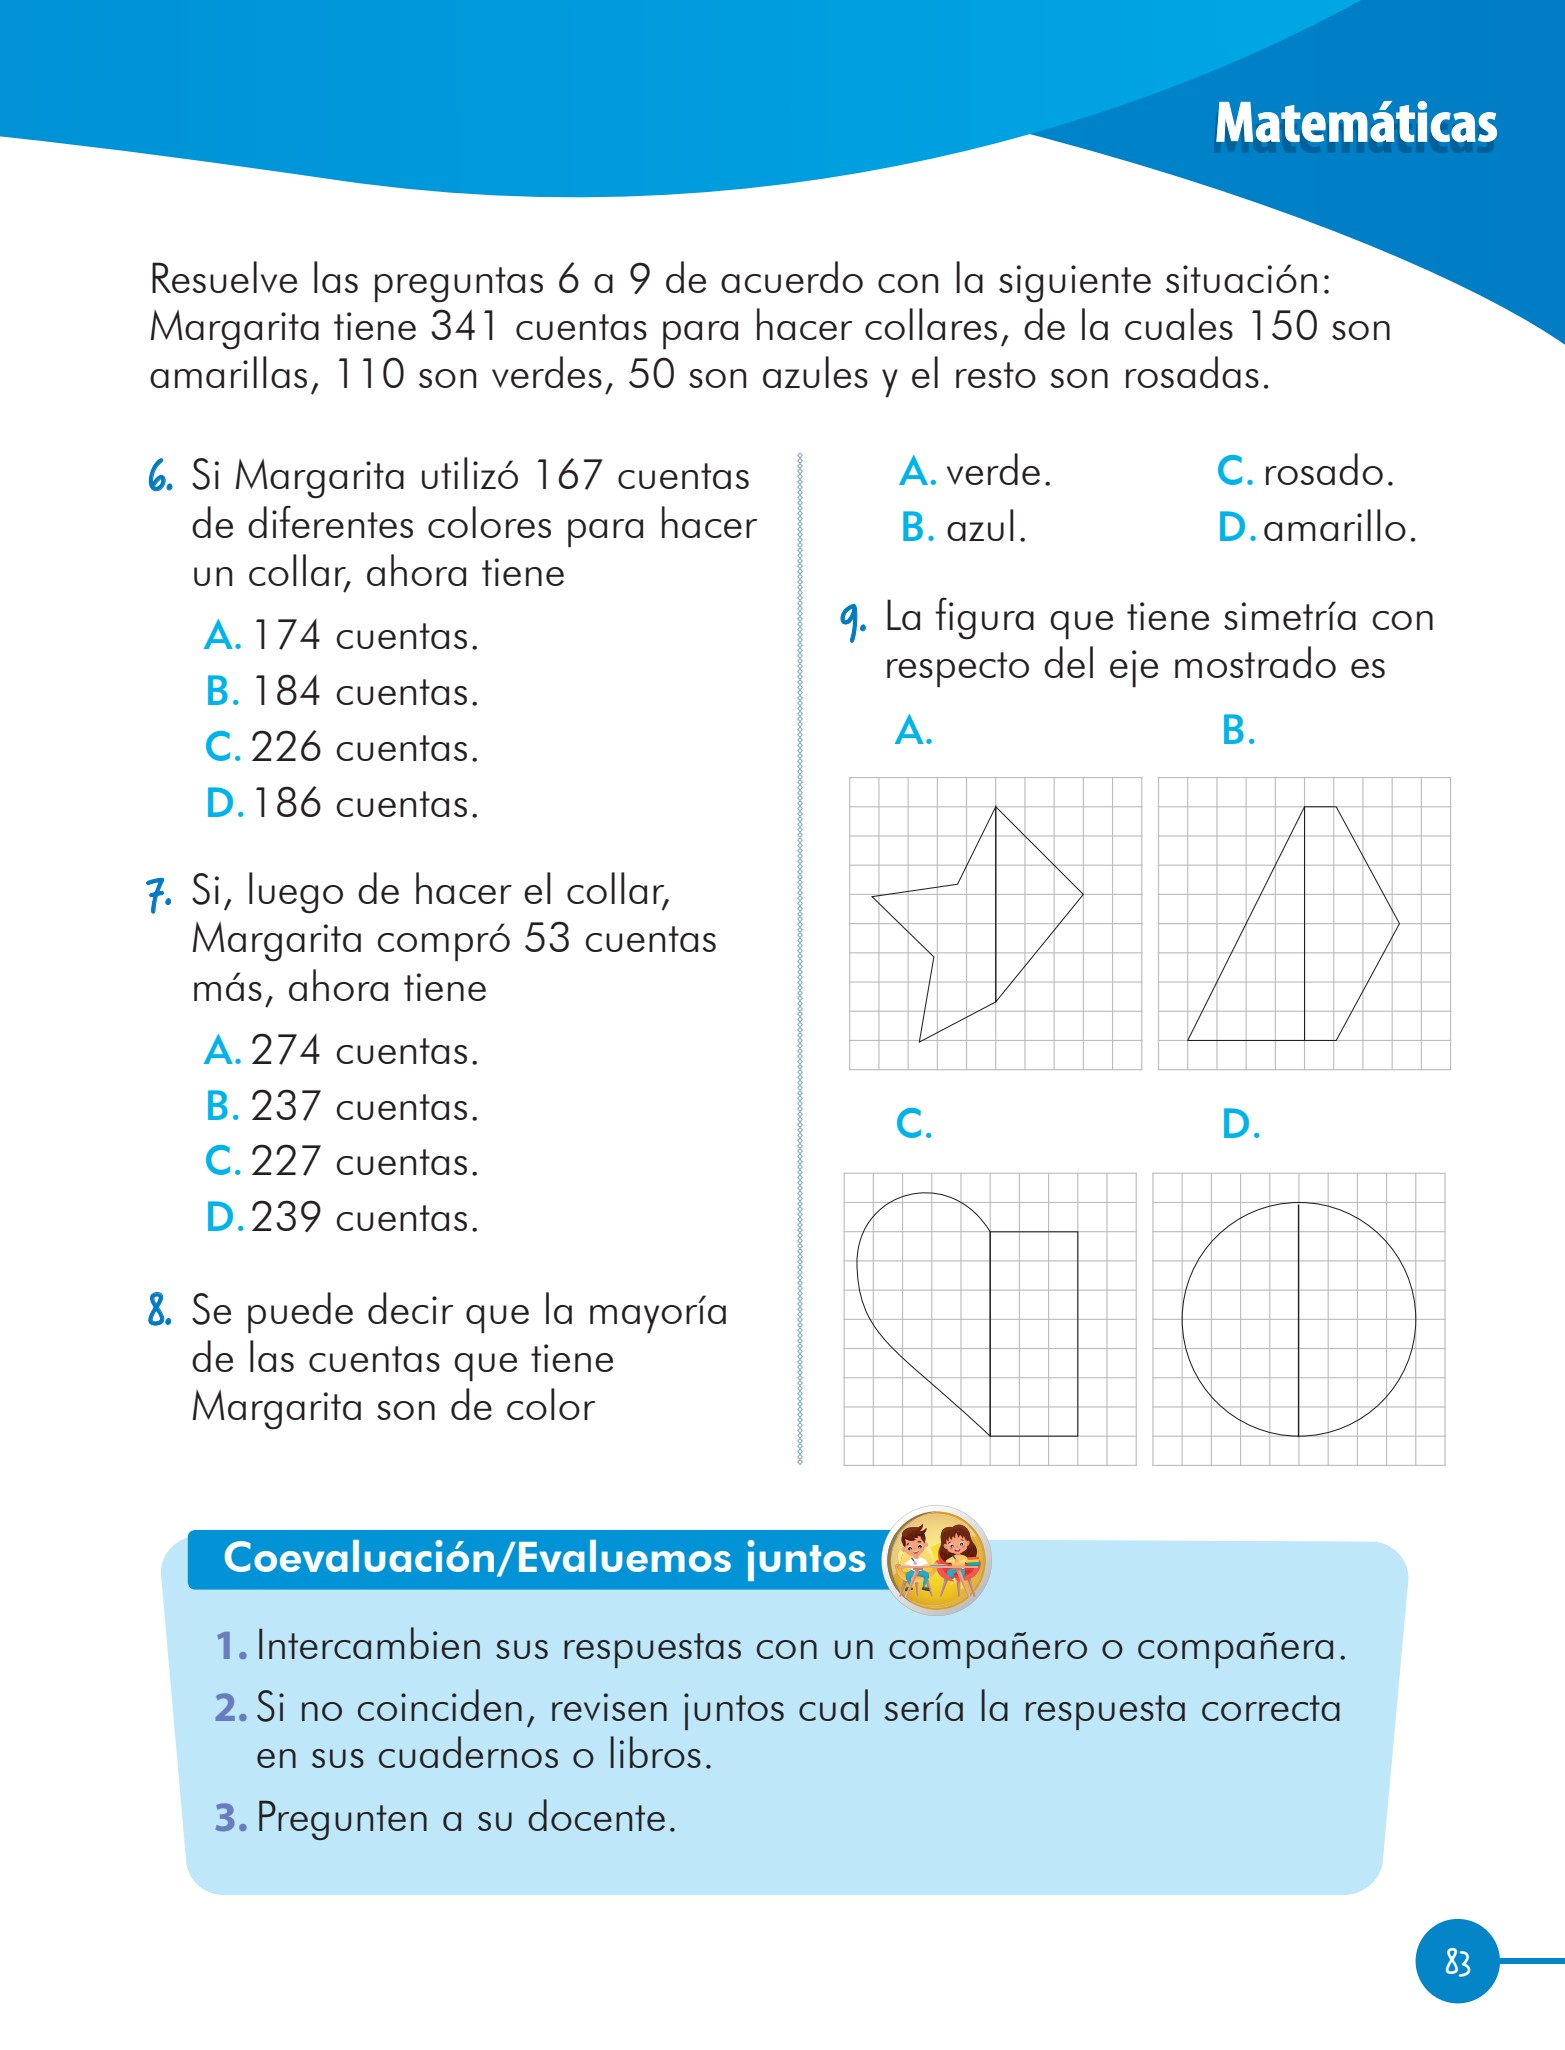 Matemáticas
Resuelve las preguntas 6 a 9 de acuerdo con la siguiente situación:
Margarita tiene 341 cuentas para hacer collares, de la cuales 150 son
amarillas, 110 son verdes, 50 son azules y el resto son rosadas.
6. Si Margarita utilizó 167 cuentas
de diferentes colores para hacer
un collar, ahora tiene
A. 174 cuentas.
B. 184 cuentas.
C. 226 cuentas.
D. 186 cuentas.
7. Si, luego de hacer el collar,
Margarita compró 53 cuentas
más, ahora tiene
A. 274 cuentas.
B. 237 cuentas.
C. 227 cuentas.
D. 239 cuentas.
8. Se puede decir que la mayoría
de las cuentas que tiene
Margarita son de color
A. verde. C. rosado.
B. azul. D. amarillo.
9. La figura que tiene simetría con
respecto del eje mostrado es
A. B.
C. D.
Coevaluación/Evaluemos juntos
1. Intercambien sus respuestas con un compañero o compañera.
2. Si no coinciden, revisen juntos cual sería la respuesta correcta
en sus cuadernos o libros.
3. Pregunten a su docente.
83